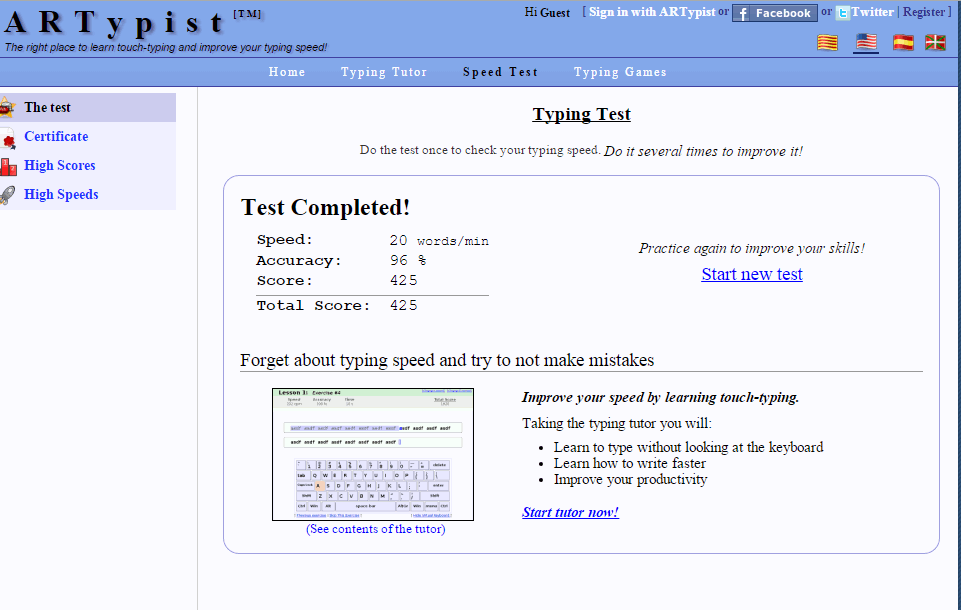 ARTypist [TM]
The right place to learn touch-typing and improve your typing speed!
Hi Guest [ Sign in with ARTypist or Facebook or Twitter | Register ]
Home Typing Tutor Speed Test Typing Games
The test
Certificate
High Scores
High Speeds
Typing Test
Do the test once to check your typing speed. Do it several times to improve it!
Test Completed!
Speed: 20 words/min
Accuracy: 96 %
Score: 425
Total Score: 425
Practice again to improve your skills!
Start new test
Forget about typing speed and try to not make mistakes
Lesson 1: Exercise #4
Speed Accuracy Time
Total Score
asdf asdf asdf asdf asdf asdf asdf asdf asdf asdf asdf
asdf asdf asdf asdf asdf asdf asdf asdf
(See contents of the tutor)
Improve your speed by learning touch-typing.
Taking the typing tutor you will:
Learn to type without looking at the keyboard
Learn how to write faster
Improve your productivity
Start tutor now!